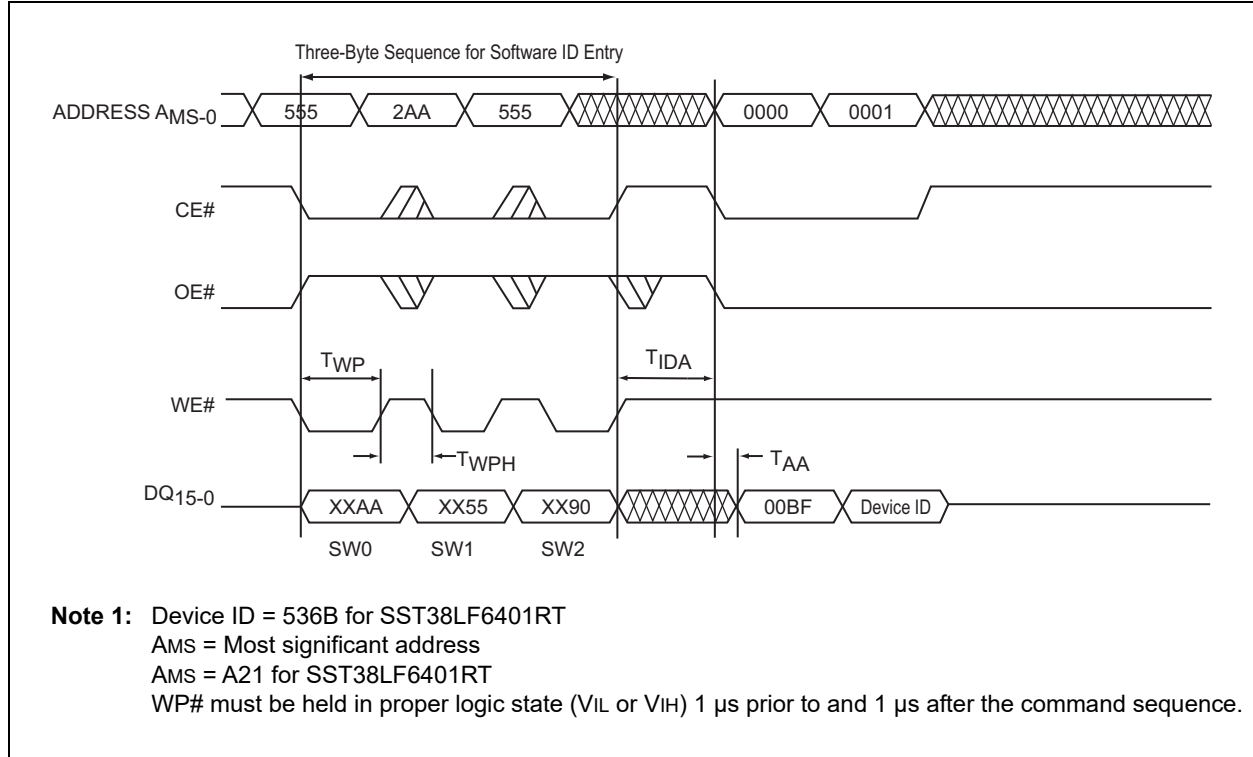 Three-Byte Sequence for Software ID Entry
ADDRESS AMS-0 555 2AA 555 0000 0001
CE#
OE#
TWP TIDA
WE#
TWPH TAA
DQ15-0 XXAA XX55 XX90 00BF Device ID
SW0 SW1 SW2
Note 1: Device ID = 536B for SST38LF6401RT
AMS = Most significant address
AMS = A21 for SST38LF6401RT
WP# must be held in proper logic state (VIL or VIH) 1 µs prior to and 1 µs after the command sequence.